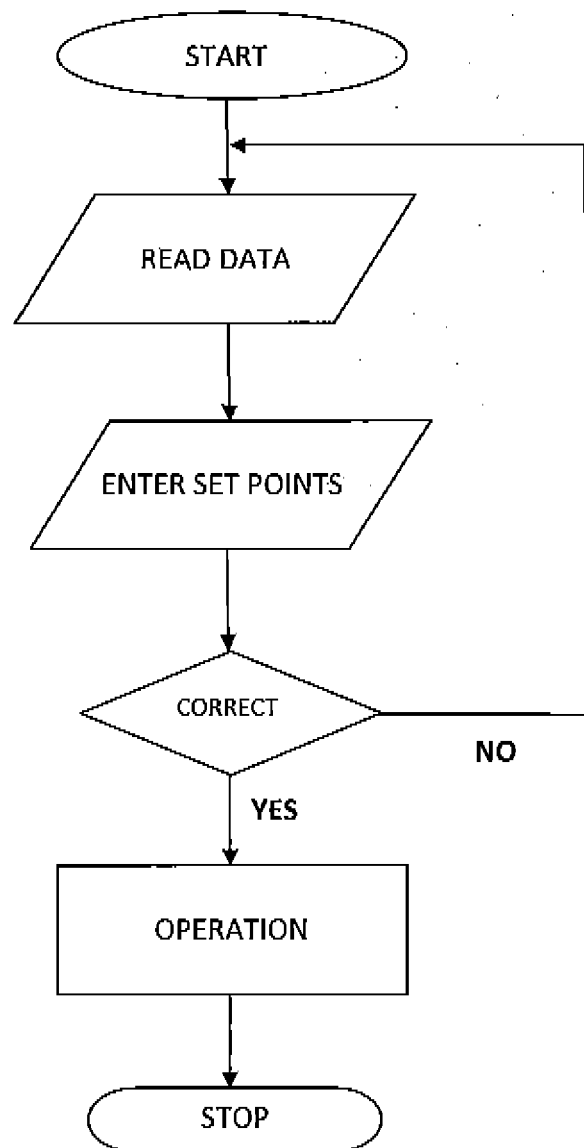 START
READ DATA
ENTER SET POINTS
CORRECT
NO
YES
OPERATION
STOP